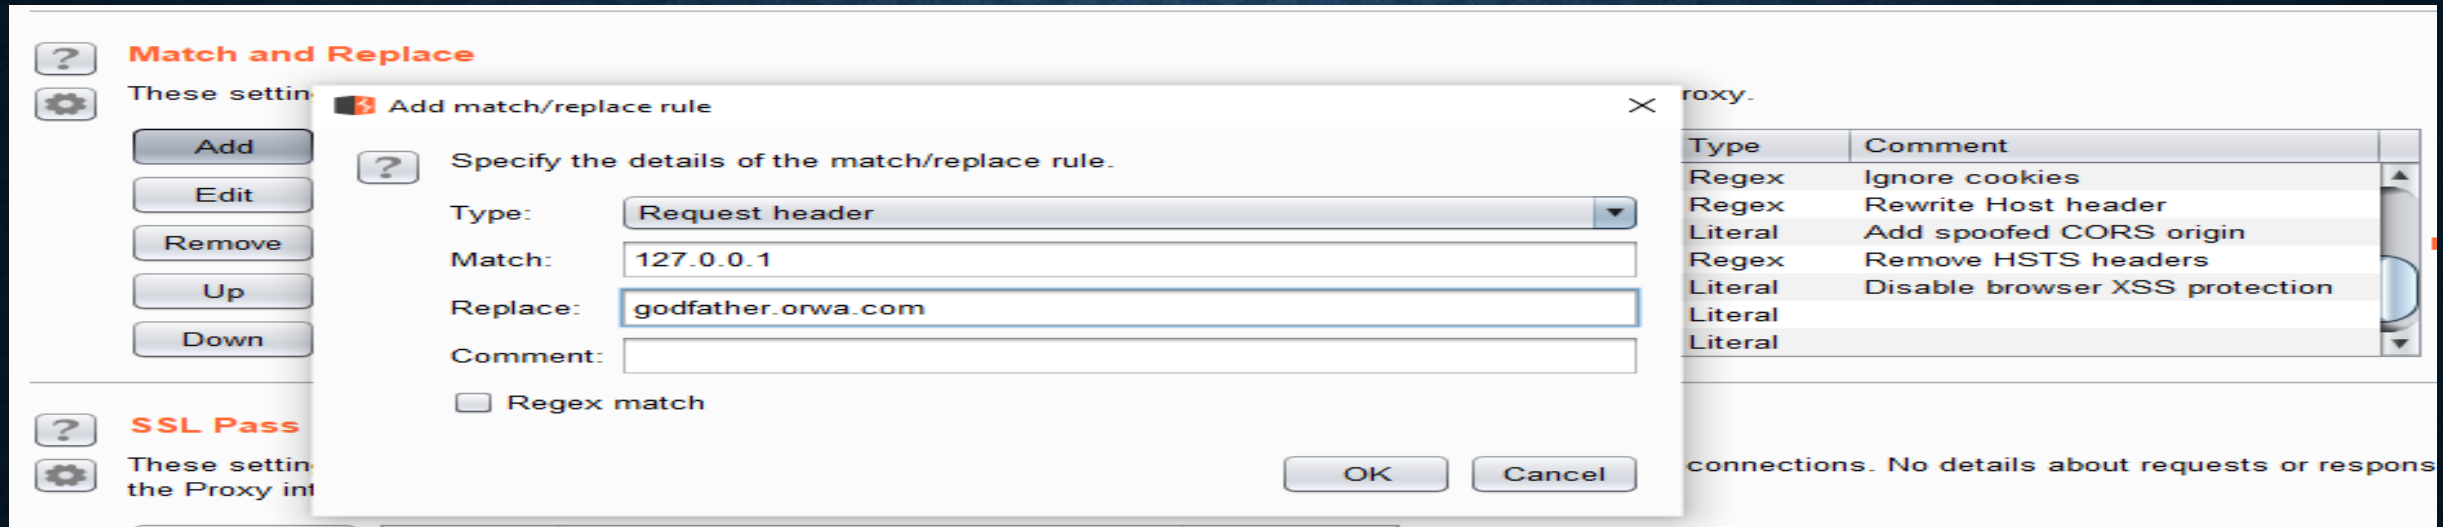 Match and Replace
These settin
roxy.
Add match/replace rule
Specify the details of the match/replace rule.
Type: Request header
Match: 127.0.0.1
Replace: godfather.orwa.com
Comment:
Regex match
OK Cancel
Add
Edit
Remove
Up
Down
Type Comment
Regex Ignore cookies
Regex Rewrite Host header
Literal Add spoofed CORS origin
Regex Remove HSTS headers
Literal Disable browser XSS protection
Literal
Literal
SSL Pass
These settin
connections. No details about requests or respons
the Proxy int